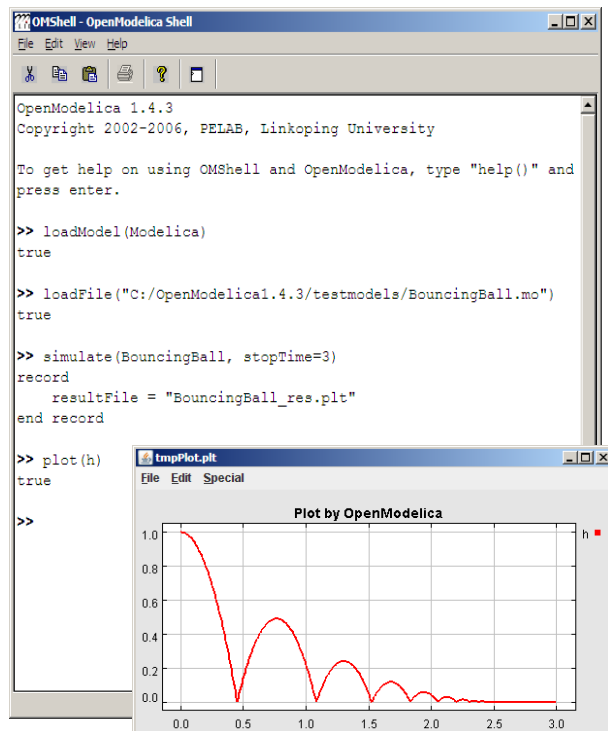 OMShell - OpenModelica Shell
File Edit View Help
OpenModelica 1.4.3
Copyright 2002-2006, PELAB, Linkoping University
To get help on using OMShell and OpenModelica, type "help()" and
press enter.
>> loadModel(Modelica)
true
>> loadFile("C:/OpenModelica1.4.3/testmodels/BouncingBall.mo")
true
>> simulate(BouncingBall, stopTime=3)
record
    resultFile = "BouncingBall_res.plt"
end record
>> plot(h)
true
>>
tmpPlot.plt
File Edit Special
Plot by OpenModelica
h
1.0
0.8
0.6
0.4
0.2
0.0
0.0 0.5 1.0 1.5 2.0 2.5 3.0